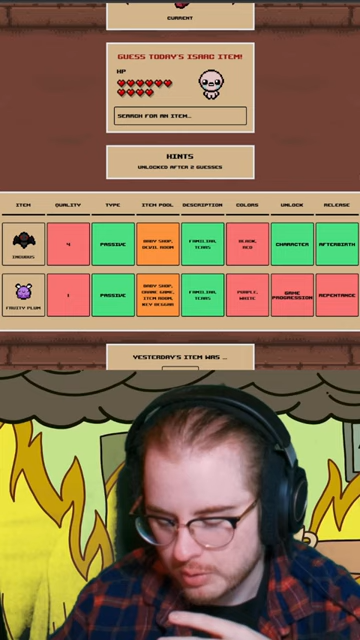 CURRENT
GUESS TODAY'S ISAAC ITEM!
HP
SEARCH FOR AN ITEM...
HINTS
UNLOCKED AFTER 2 GUESSES
ITEM QUALITY TYPE ITEM POOL DESCRIPTION COLORS UNLOCK RELEASE
INCUBUS
4
PASSIVE
BABY SHOP,
DEVIL ROOM
FAMILIAR,
TEARS
RED
CHARACTER
AFTERBIRTH
FRUITY PLUM
1
PASSIVE
BABY SHOP,
CRANE GAME,
ITEM ROOM,
KEY BEGGAR
FAMILIAR,
TEARS
PURPLE,
WHITE
GAME
PROGRESSION
REPENTANCE
YESTERDAY'S ITEM WAS ...